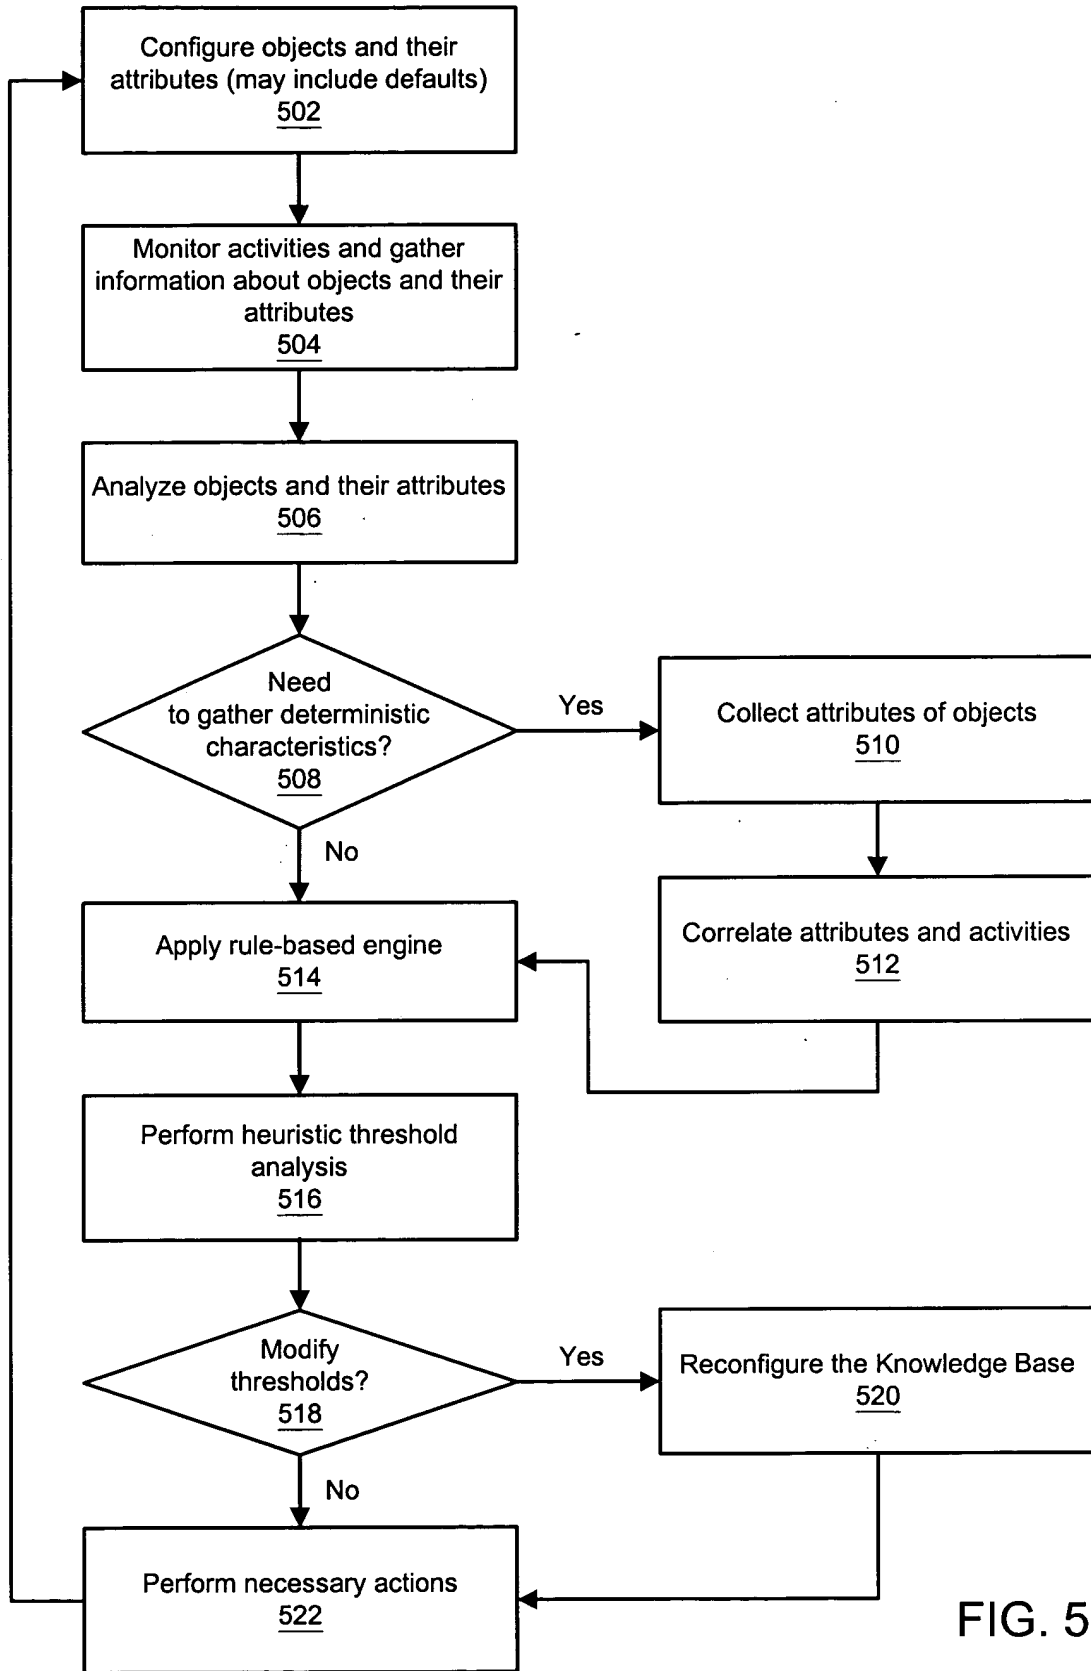 Configure objects and their
attributes (may include defaults)
502
Monitor activities and gather
information about objects and their
attributes
504
Analyze objects and their attributes
506
Need
to gather deterministic
characteristics?
508
Yes
Collect attributes of objects
510
Correlate attributes and activities
512
No
Apply rule-based engine
514
Perform heuristic threshold
analysis
516
Modify
thresholds?
518
Yes
Reconfigure the Knowledge Base
520
No
Perform necessary actions
522
FIG. 5